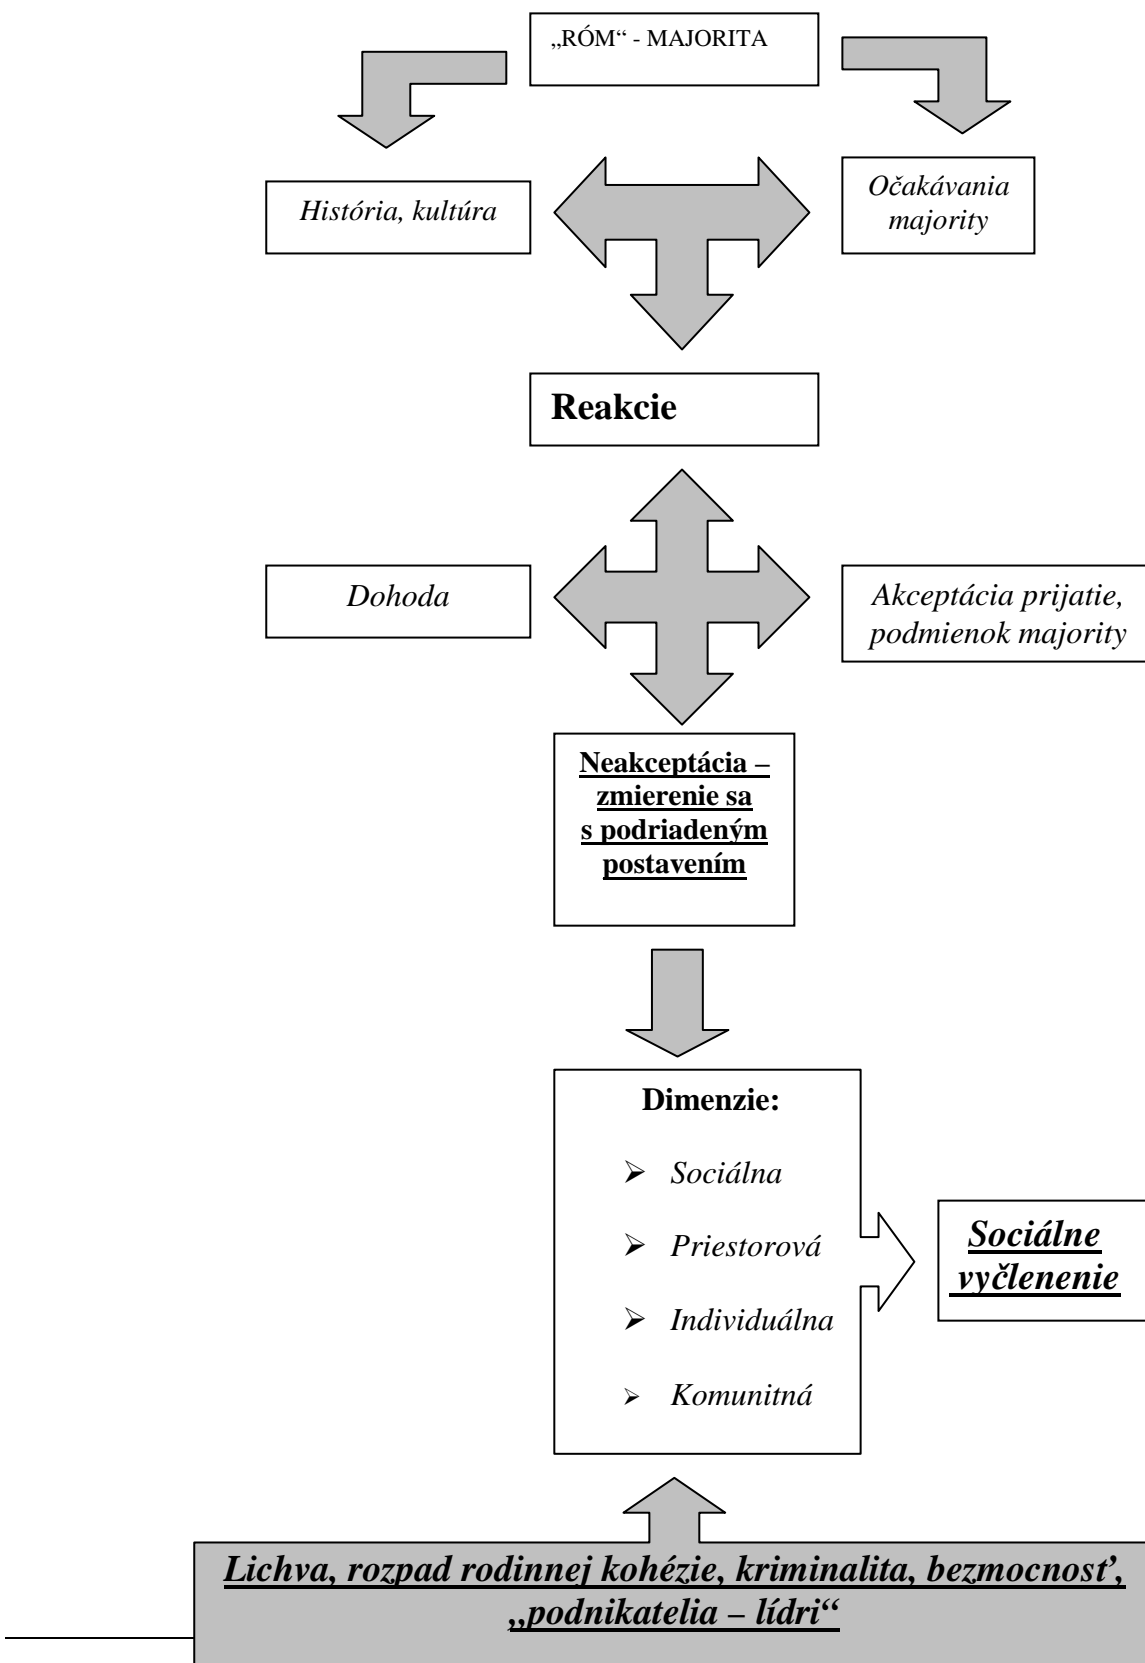 „RÓM“ - MAJORITA
História, kultúra
Očakávania
majority
Reakcie
Dohoda
Akceptácia prijatie,
podmienok majority
Neakceptácia –
zmierenie sa
s podriadeným
postavením
Dimenzie:
➢ Sociálna
➢ Priestorová
➢ Individuálna
➢ Komunitná
Sociálne
vyčlenenie
Lichva, rozpad rodinnej kohézie, kriminalita, bezmocnosť,
„podnikatelia – lídri“